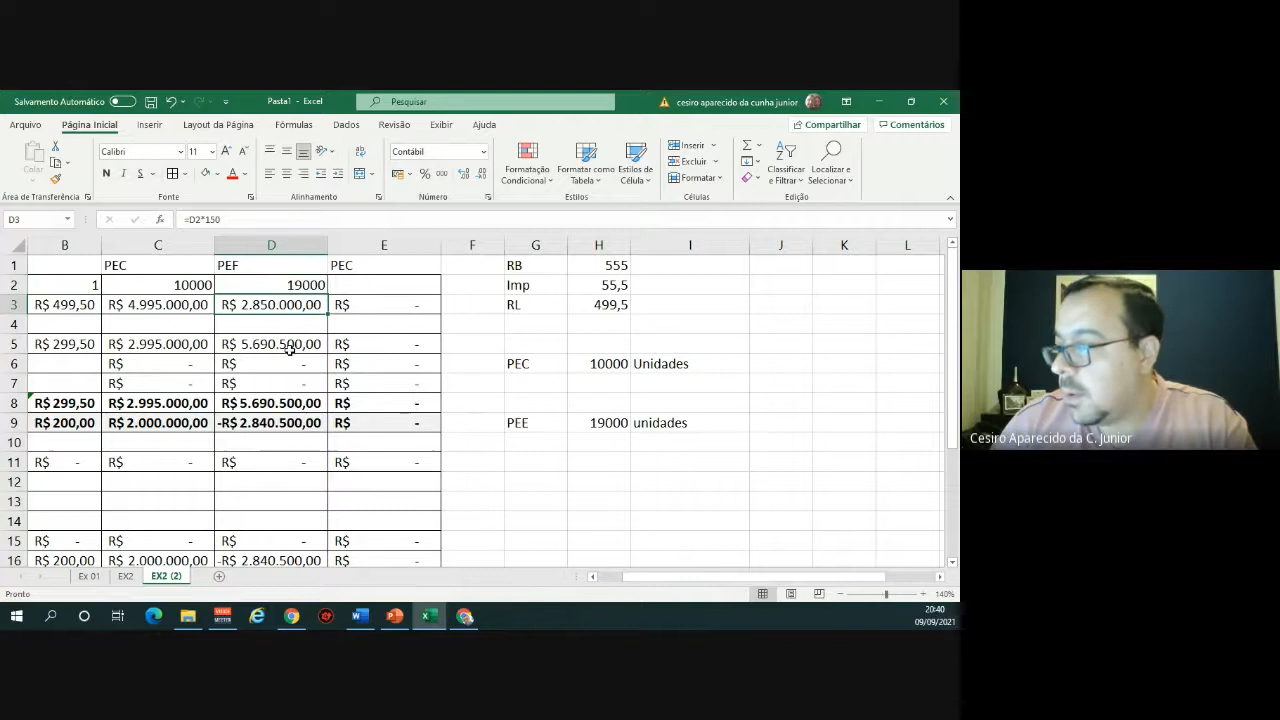 Salvamento Automático
Pasta1 - Excel
Pesquisar
cesiro aparecido da cunha junior
Arquivo Página Inicial Inserir Layout da Página Fórmulas Dados Revisão Exibir Ajuda
Compartilhar Comentários
Colar
Calibri 11
N I S
Contábil
% 000
Formatação Condicional
Formatar como Tabela
Estilos de Célula
Inserir
Excluir
Formatar
Classificar e Filtrar
Localizar e Selecionar
Área de Transferência Fonte Alinhamento Número Estilos Células Edição
D3 fx =D2*150
B C D E F G H I J K L
1 PEC PEF PEC RB 555
2 1 10000 19000 Imp 55,5
3 R$ 499,50 R$ 4.995.000,00 R$ 2.850.000,00 R$ - RL 499,5
4
5 R$ 299,50 R$ 2.995.000,00 R$ 5.690.500,00 R$ -
6 R$ - R$ - R$ - PEC 10000 Unidades
7 R$ - R$ - R$ -
8 R$ 299,50 R$ 2.995.000,00 R$ 5.690.500,00 R$ -
9 R$ 200,00 R$ 2.000.000,00 -R$ 2.840.500,00 R$ - PEE 19000 unidades
10
11 R$ - R$ - R$ - R$ -
12
13
14
15 R$ - R$ - R$ - R$ -
16 R$ 200,00 R$ 2.000.000,00 -R$ 2.840.500,00 R$ -
Ex 01 EX2 EX2 (2)
Pronto
140%
20:40
09/09/2021
Cesiro Aparecido da C. Junior